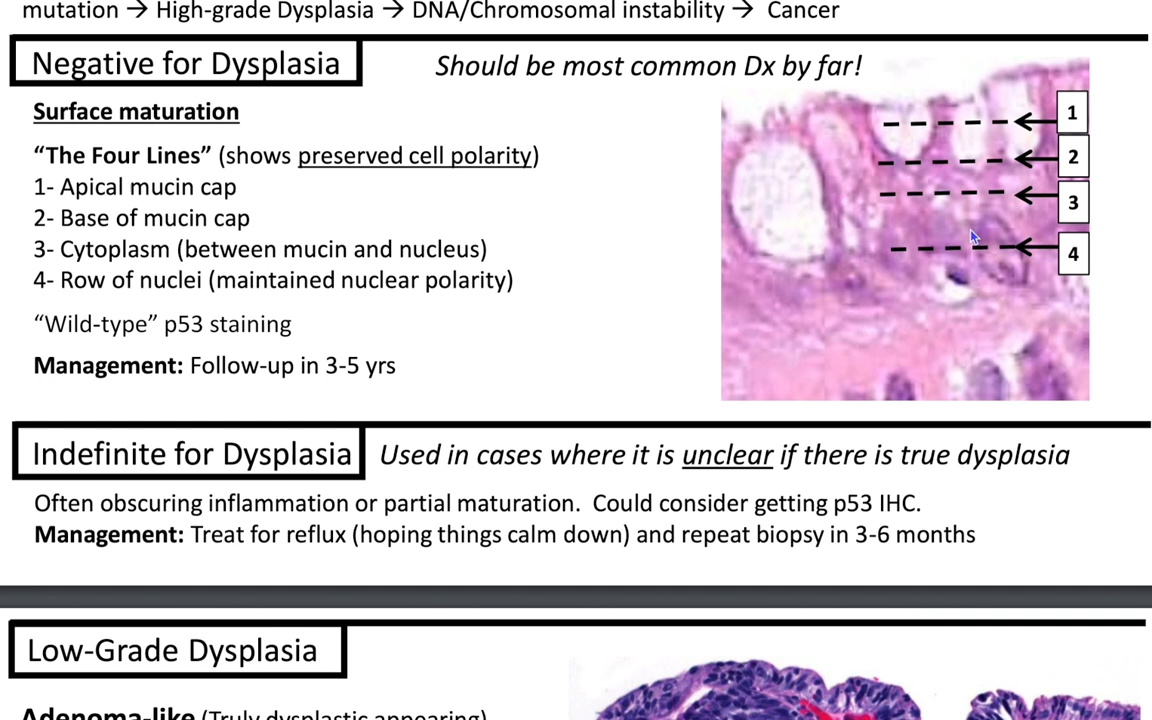 mutation → High-grade Dysplasia → DNA/Chromosomal instability → Cancer
Negative for Dysplasia
Should be most common Dx by far!
Surface maturation
“The Four Lines” (shows preserved cell polarity)
1- Apical mucin cap
2- Base of mucin cap
3- Cytoplasm (between mucin and nucleus)
4- Row of nuclei (maintained nuclear polarity)
“Wild-type” p53 staining
Management: Follow-up in 3-5 yrs
1
2
3
4
Indefinite for Dysplasia
Used in cases where it is unclear if there is true dysplasia
Often obscuring inflammation or partial maturation. Could consider getting p53 IHC.
Management: Treat for reflux (hoping things calm down) and repeat biopsy in 3-6 months
Low-Grade Dysplasia
Adenoma-like (Truly dysplastic appearing)